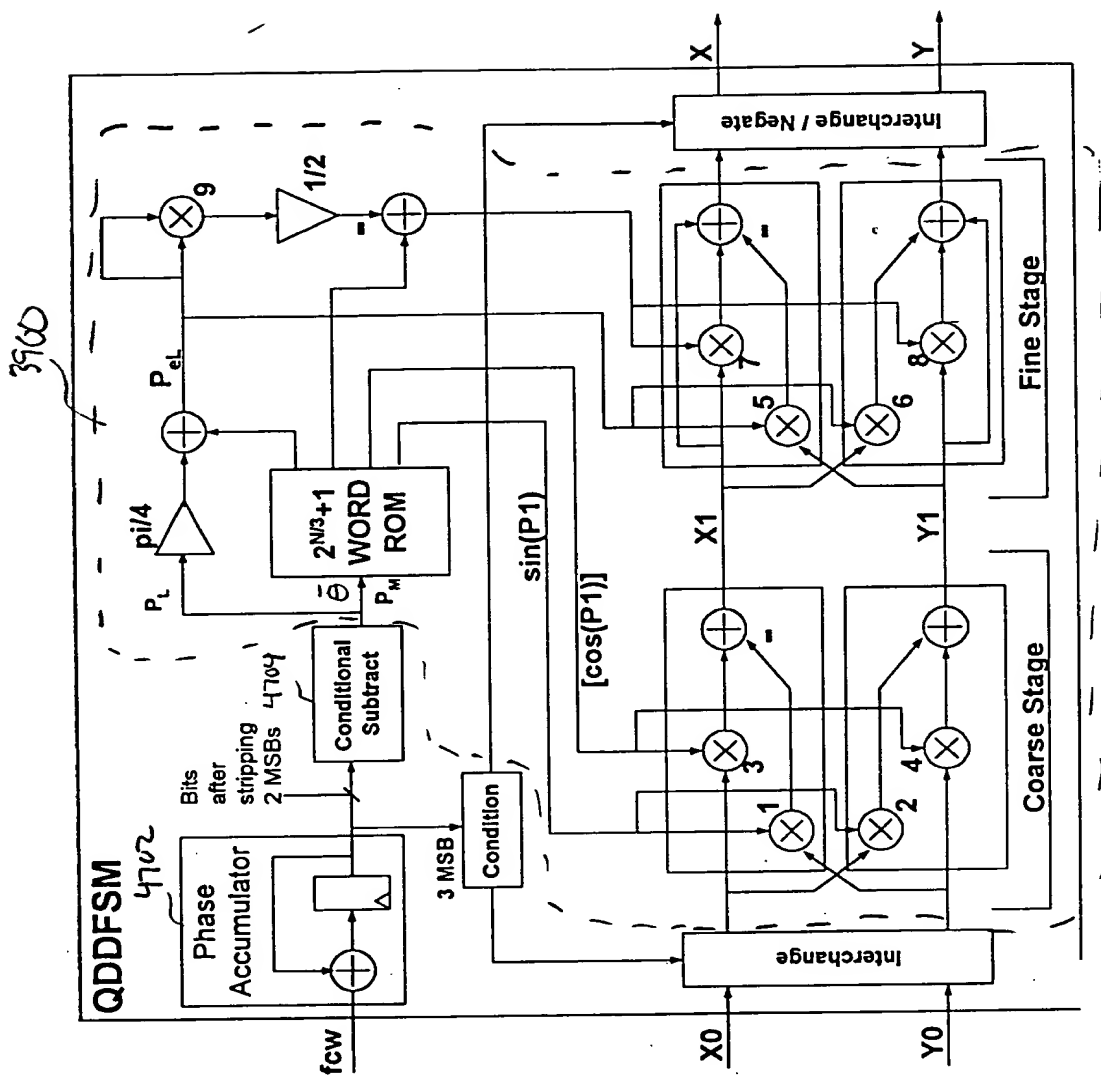 QDDFSM
4702
Phase
Accumulator
fcw
Bits
after
stripping
2 MSBs
4704
Conditional
Subtract
3 MSB
Condition
3900
P_L
pi/4
P_eL
θ
P_M
2^N/3+1
WORD
ROM
9
1/2
-
sin(P1)
[cos(P1)]
X0
Y0
Interchange
1
2
3
4
-
Coarse Stage
X1
Y1
5
6
7
8
-
Fine Stage
Interchange / Negate
X
Y